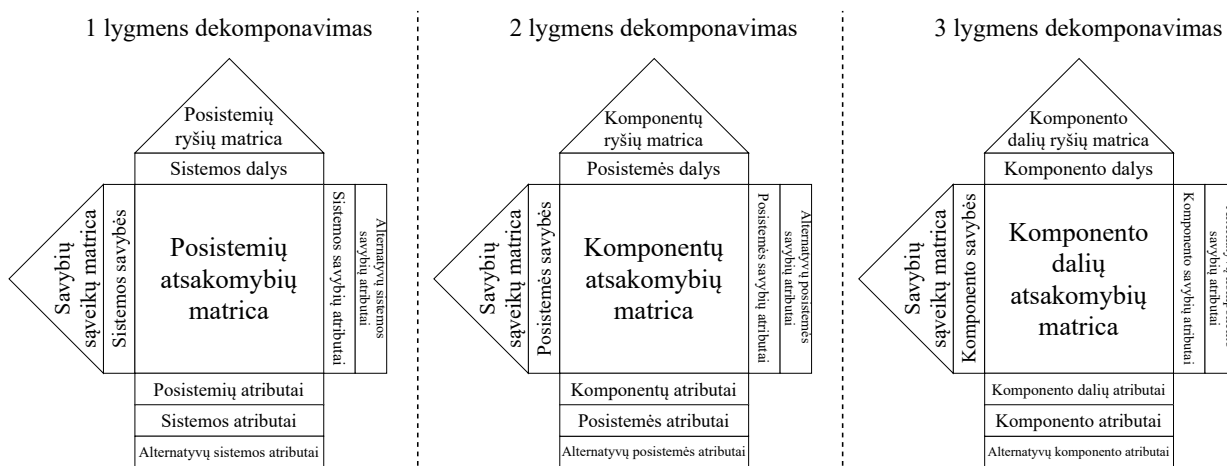 1 lygmens dekomponavimas
Posistemių
ryšių matrica
Sistemos dalys
Savybių
sąveikų matrica
Sistemos savybės
Posistemių
atsakomybių
matrica
Sistemos savybių atributai
Alternatyvų sistemos
savybių atributai
Posistemių atributai
Sistemos atributai
Alternatyvų sistemos atributai
2 lygmens dekomponavimas
Komponentų
ryšių matrica
Posistemės dalys
Savybių
sąveikų matrica
Posistemės savybės
Komponentų
atsakomybių
matrica
Posistemės savybių atributai
Alternatyvų posistemės
savybių atributai
Komponentų atributai
Posistemės atributai
Alternatyvų posistemės atributai
3 lygmens dekomponavimas
Komponento
dalių ryšių matrica
Komponento dalys
Savybių
sąveikų matrica
Komponento savybės
Komponento
dalių
atsakomybių
matrica
Komponento savybių atributai
savybių atributai
Komponento dalių atributai
Komponento atributai
Alternatyvų komponento atributai